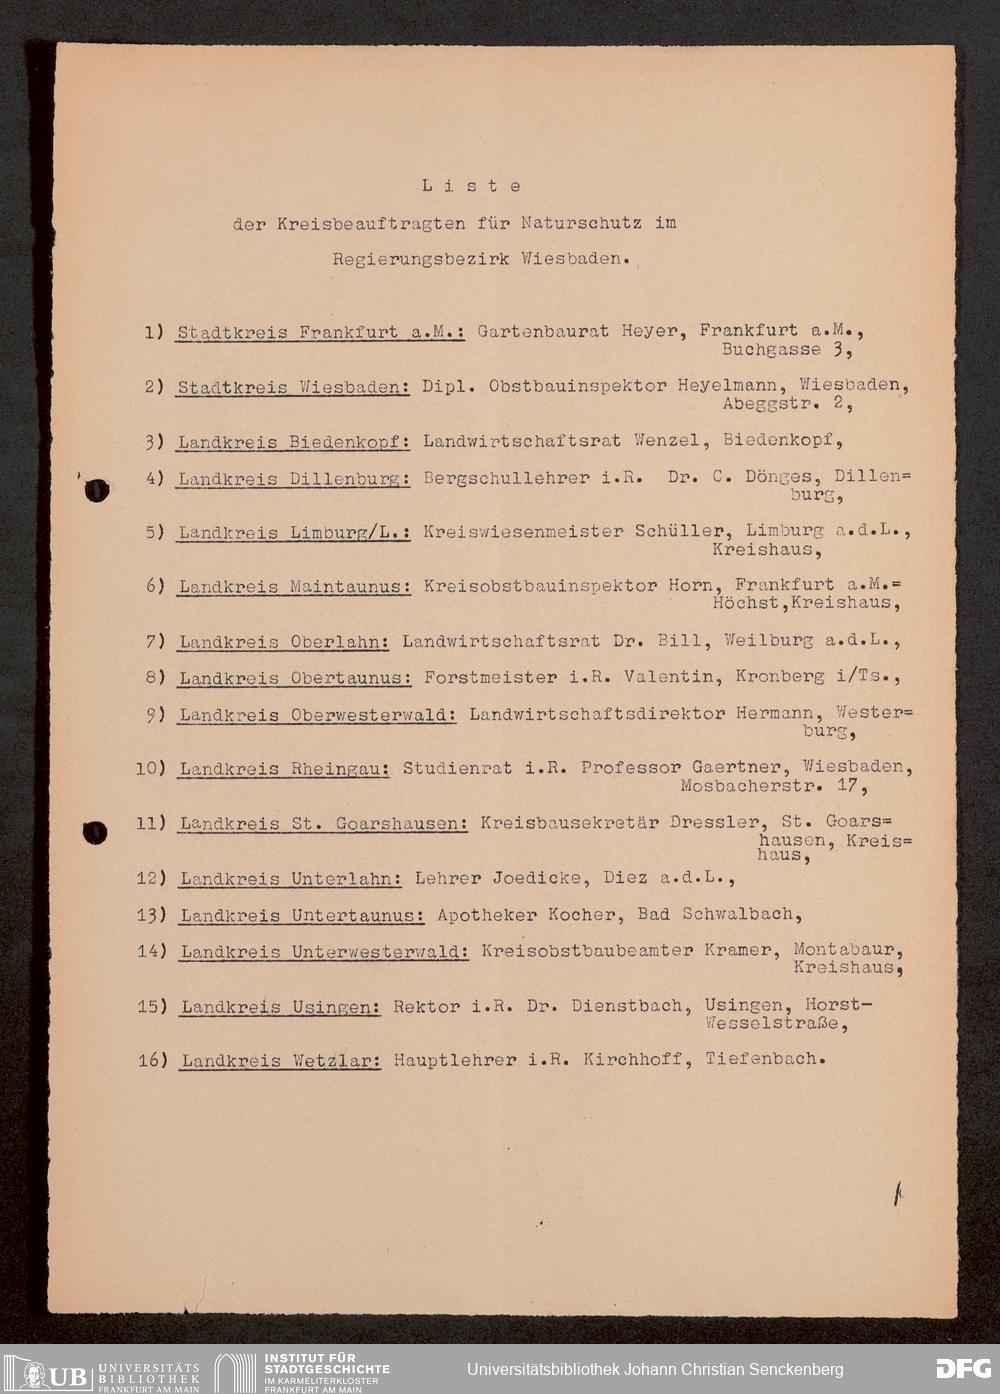 Liste
der Kreisbeauftragten für Naturschutz im
Regierungsbezirk Wiesbaden.
1) Stadtkreis Frankfurt a.M.: Gartenbaurat Heyer, Frankfurt a.M.,
Buchgasse 3,
2) Stadtkreis Wiesbaden: Dipl. Obstbauinspektor Heyelmann, Wiesbaden,
Abeggstr. 2,
3) Landkreis Biedenkopf: Landwirtschaftsrat Wenzel, Biedenkopf,
4) Landkreis Dillenburg: Bergschullehrer i.R. Dr. C. Dönges, Dillen=
burg,
5) Landkreis Limburg/L.: Kreiswiesenmeister Schüller, Limburg a.d.L.,
Kreishaus,
6) Landkreis Maintaunus: Kreisobstbauinspektor Horn, Frankfurt a.M.=
Höchst,Kreishaus,
7) Landkreis Oberlahn: Landwirtschaftsrat Dr. Bill, Weilburg a.d.L.,
8) Landkreis Obertaunus: Forstmeister i.R. Valentin, Kronberg i/Ts.,
9) Landkreis Oberwesterwald: Landwirtschaftsdirektor Hermann, Wester=
burg,
10) Landkreis Rheingau: Studienrat i.R. Professor Gaertner, Wiesbaden,
Mosbacherstr. 17,
11) Landkreis St. Goarshausen: Kreisbausekretär Dressler, St. Goars=
hausen, Kreis=
haus,
12) Landkreis Unterlahn: Lehrer Joedicke, Diez a.d.L.,
13) Landkreis Untertaunus: Apotheker Kocher, Bad Schwalbach,
14) Landkreis Unterwesterwald: Kreisobstbaubeamter Kramer, Montabaur,
Kreishaus,
15) Landkreis Usingen: Rektor i.R. Dr. Dienstbach, Usingen, Horst-
Wesselstraße,
16) Landkreis Wetzlar: Hauptlehrer i.R. Kirchhoff, Tiefenbach.
UB UNIVERSITÄTS
BIBLIOTHEK
FRANKFURT AM MAIN
INSTITUT FÜR
STADTGESCHICHTE
IM KARMELITERKLOSTER
FRANKFURT AM MAIN
Universitätsbibliothek Johann Christian Senckenberg
DFG